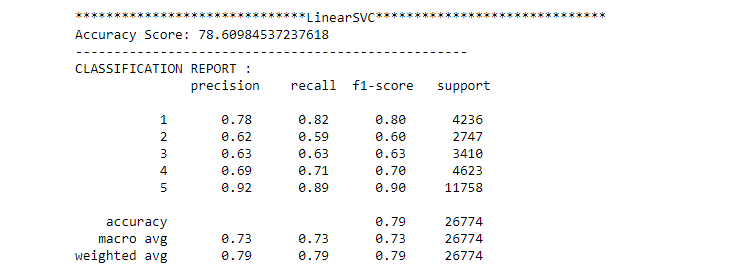 ******************************LinearSVC******************************
Accuracy Score: 78.60984537237618
---------------------------------------------------
CLASSIFICATION REPORT :
               precision    recall  f1-score   support

           1       0.78      0.82      0.80      4236
           2       0.62      0.59      0.60      2747
           3       0.63      0.63      0.63      3410
           4       0.69      0.71      0.70      4623
           5       0.92      0.89      0.90     11758

    accuracy                           0.79     26774
   macro avg       0.73      0.73      0.73     26774
weighted avg       0.79      0.79      0.79     26774